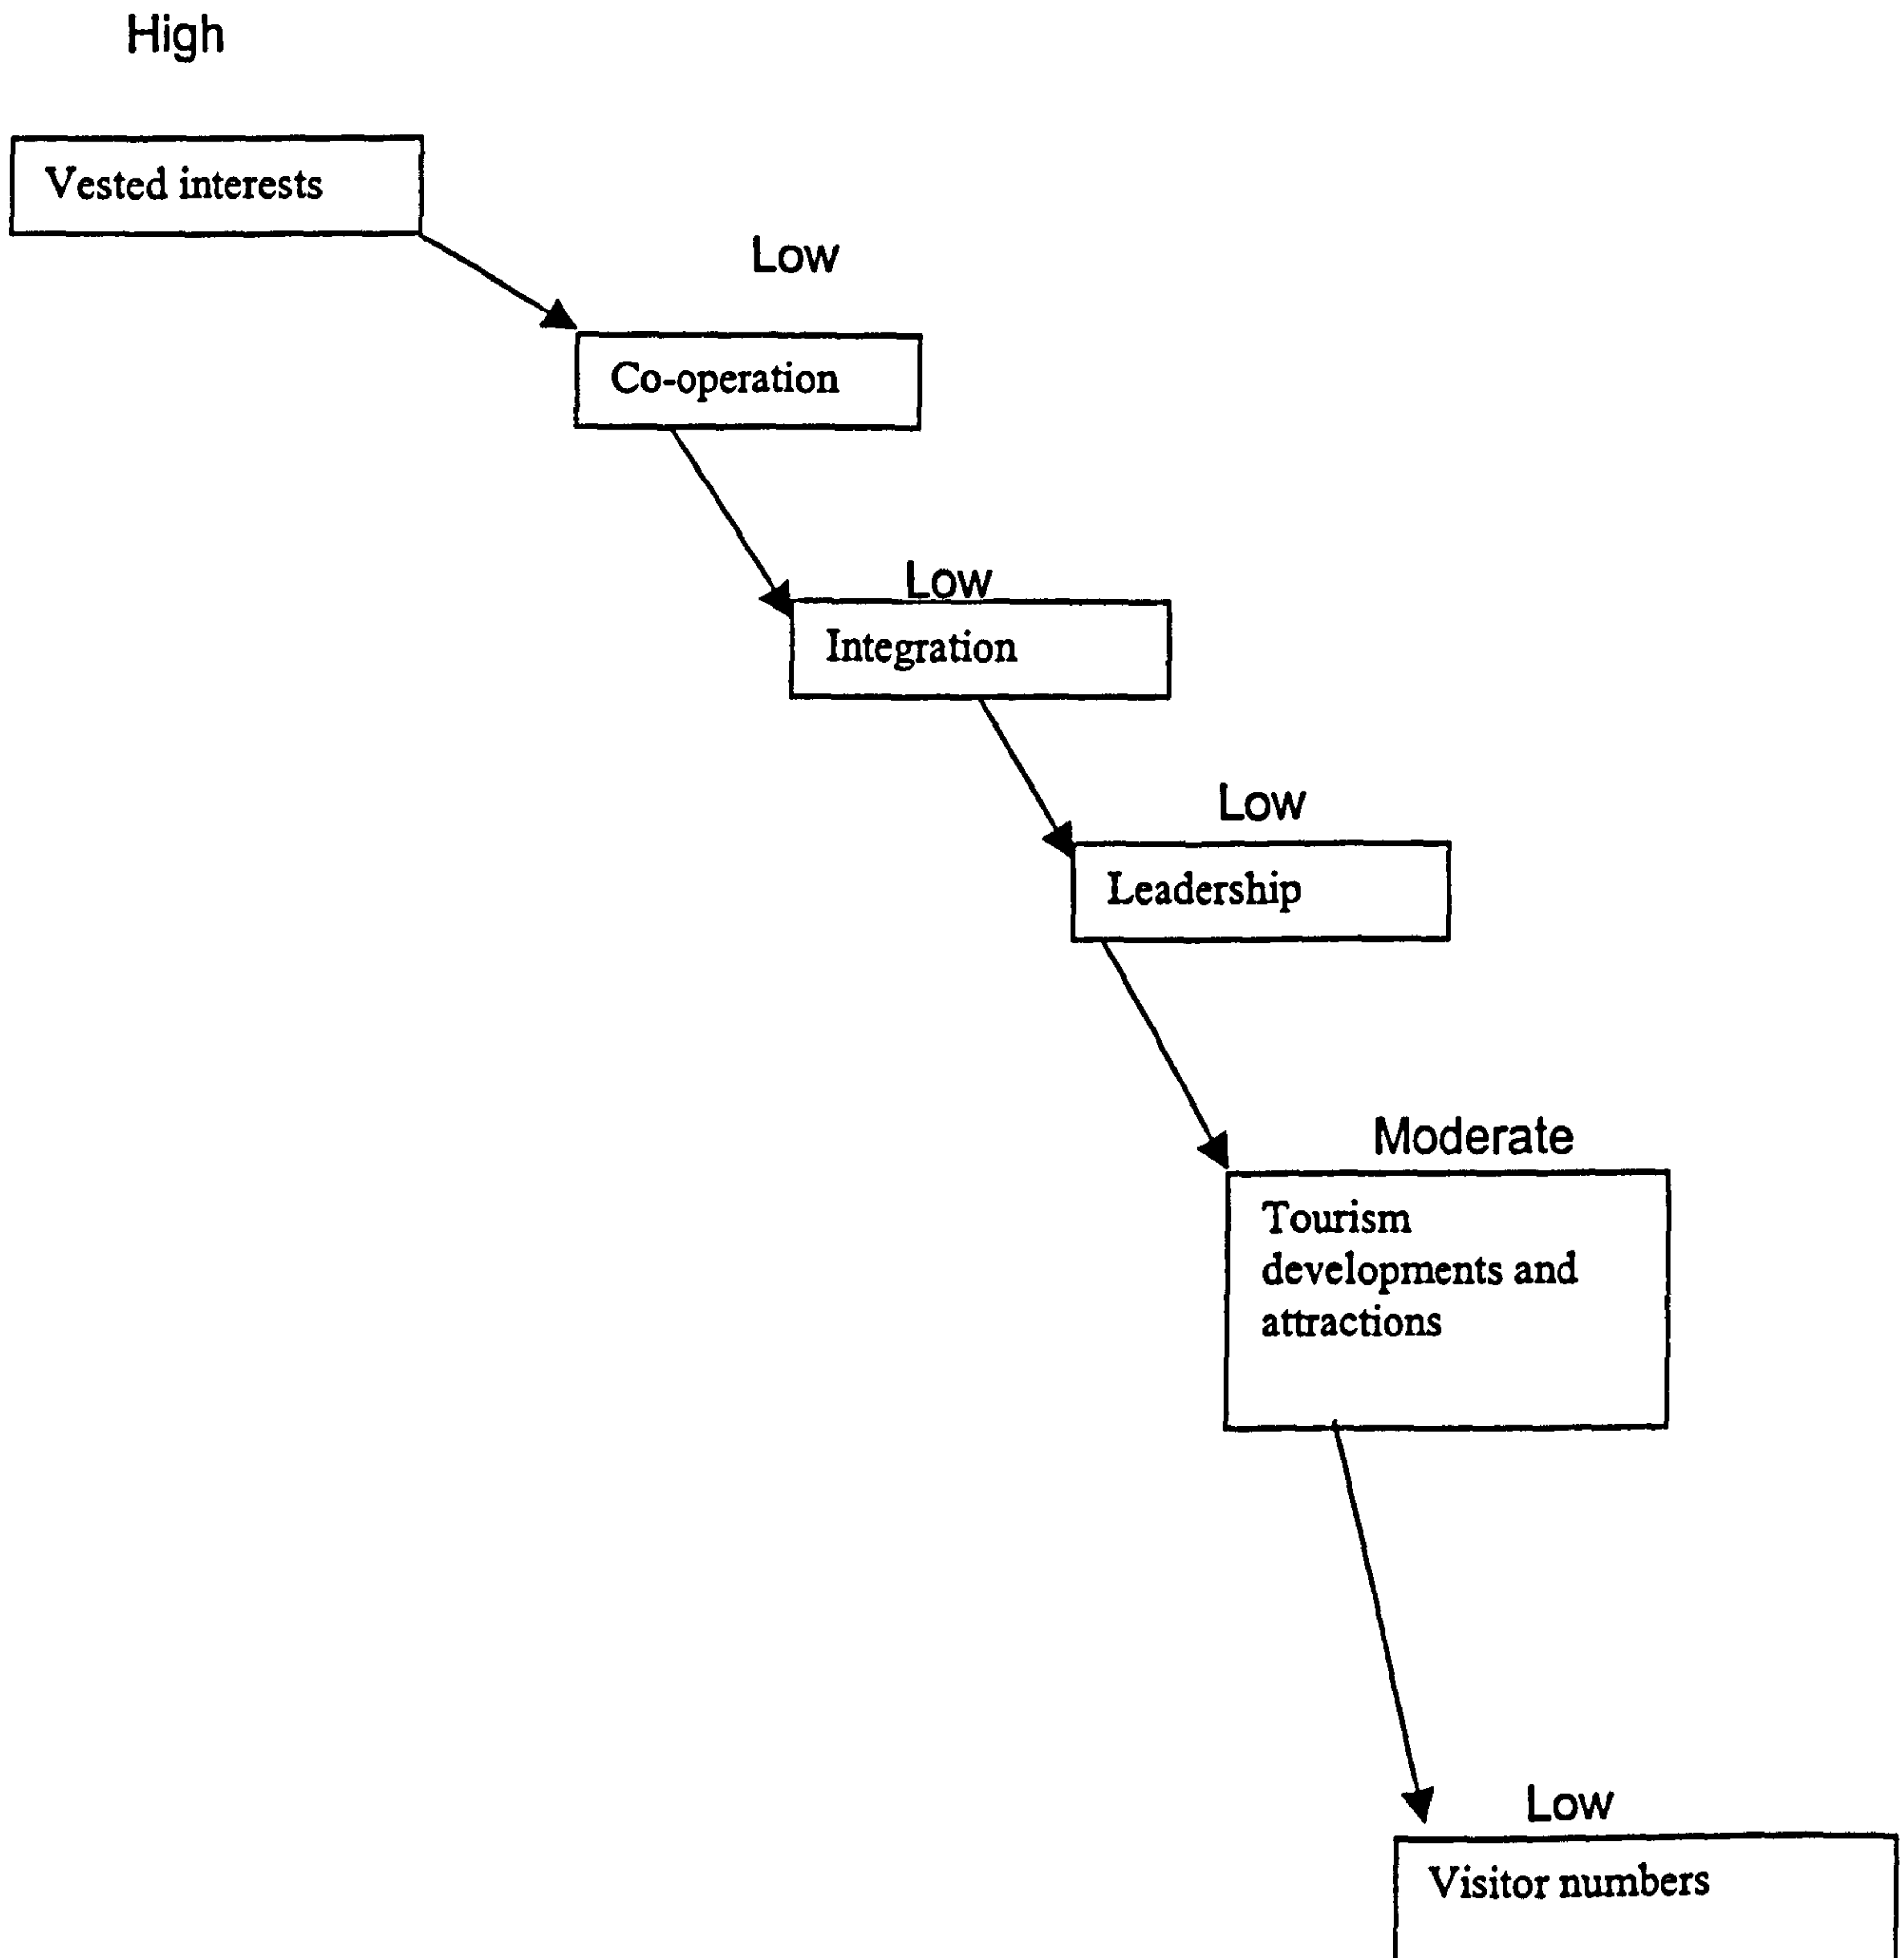 High
Vested interests
Low
Co-operation
Low
Integration
Low
Leadership
Moderate
Tourism
developments and
attractions
Low
Visitor numbers